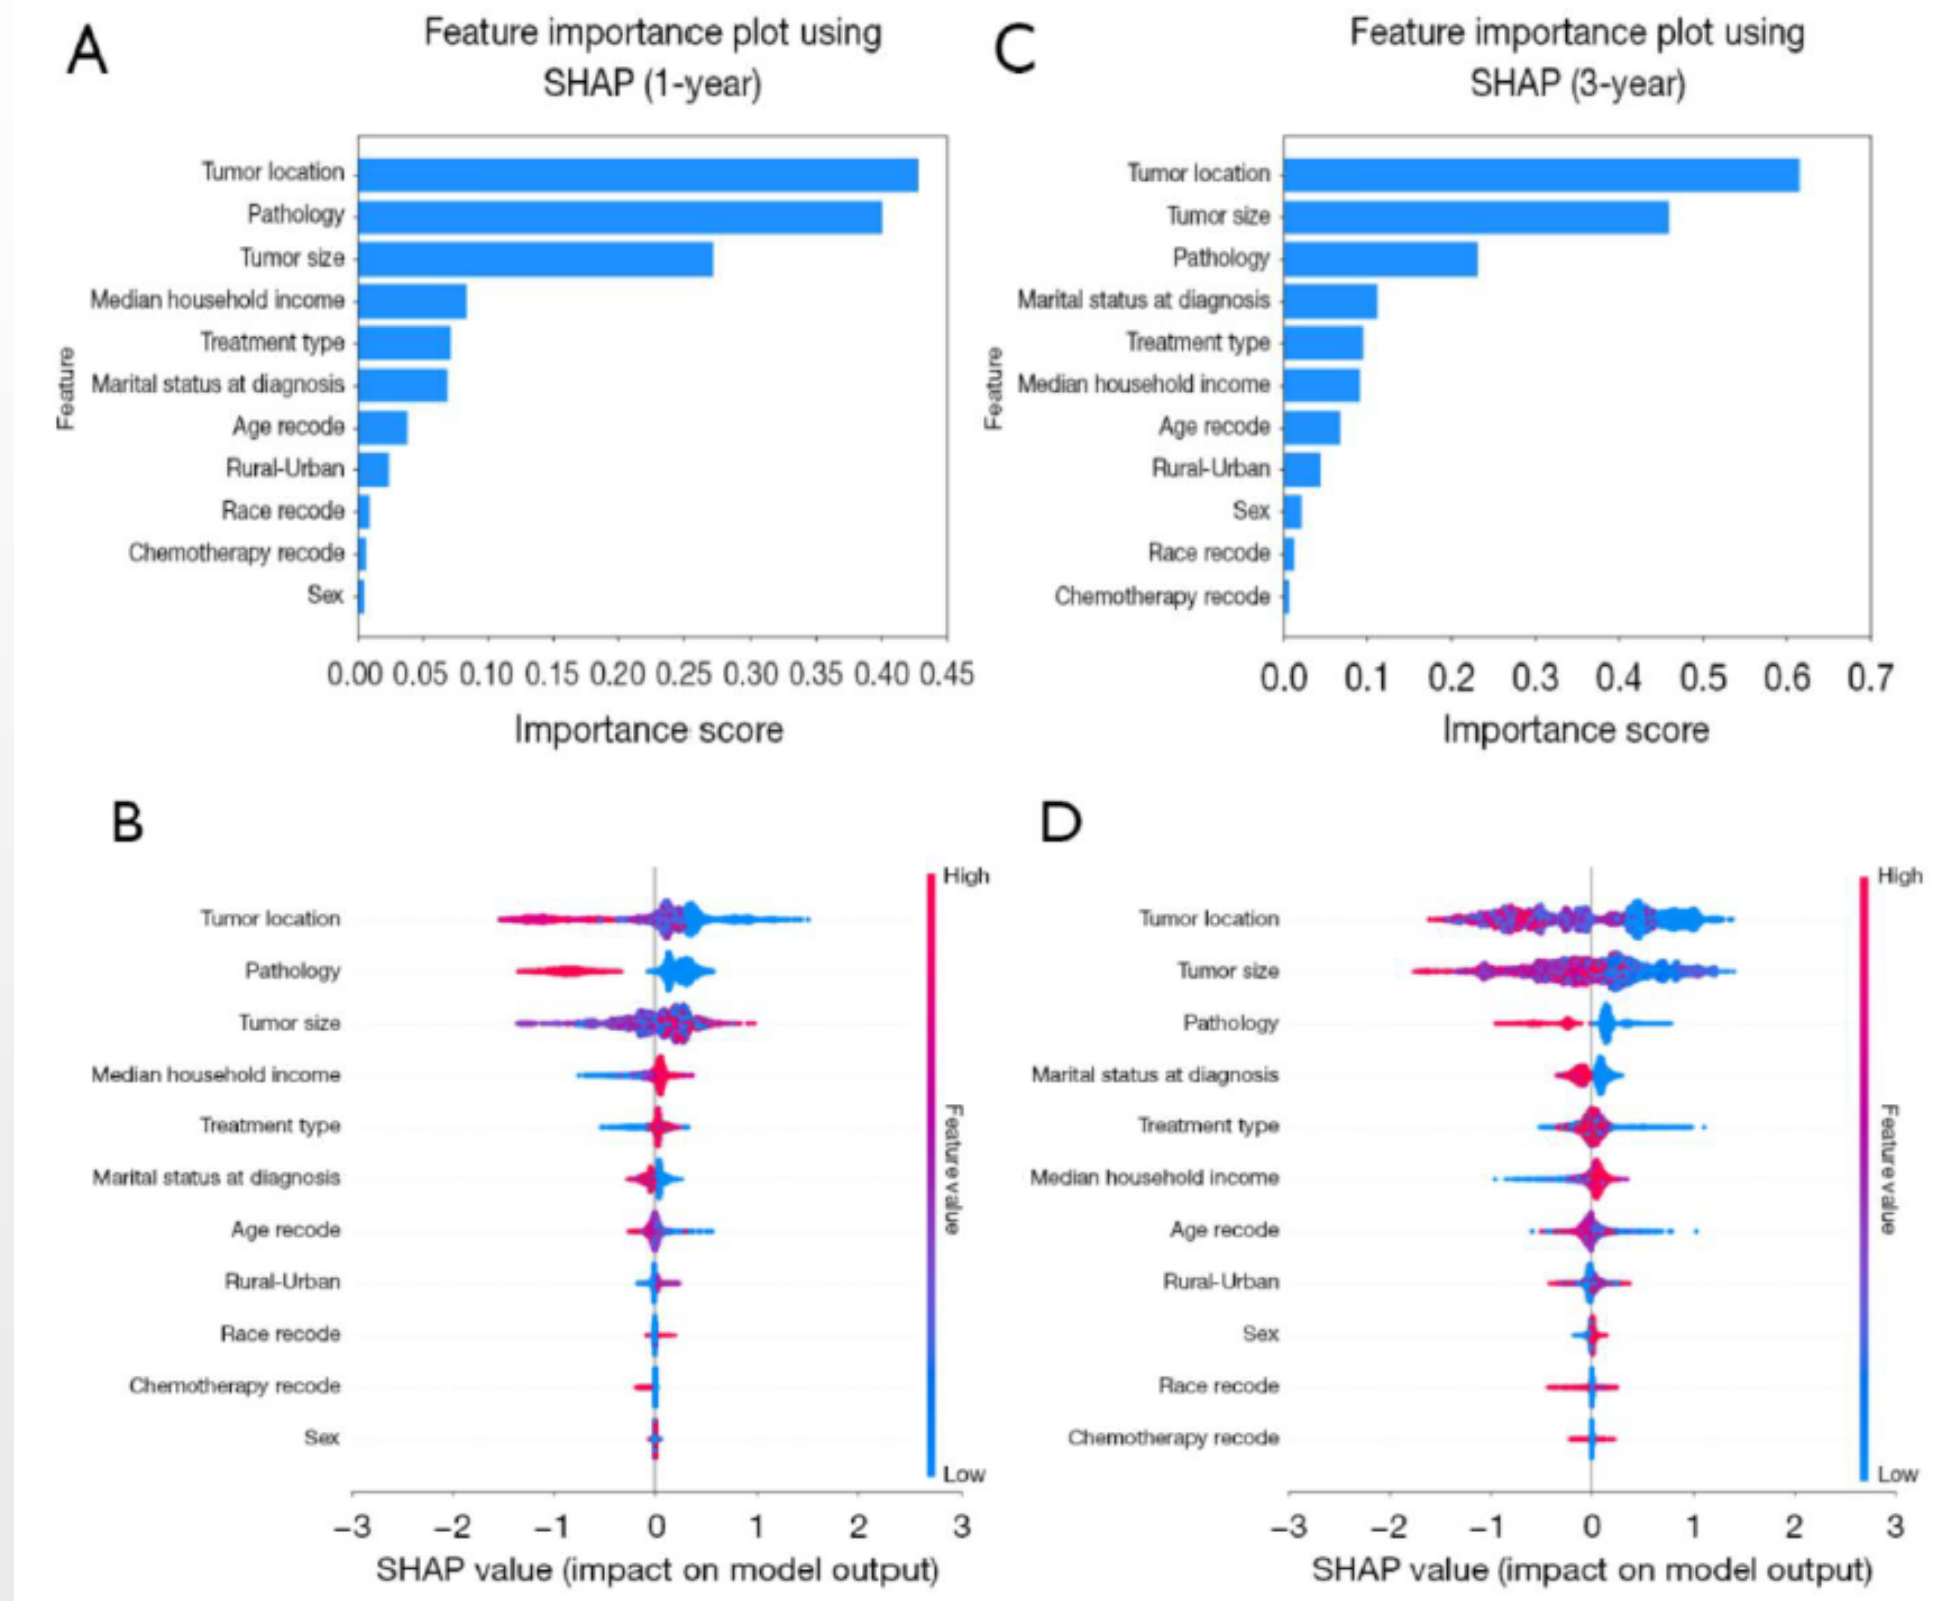 A
Feature importance plot using
SHAP (1-year)
Feature
Tumor location
Pathology
Tumor size
Median household income
Treatment type
Marital status at diagnosis
Age recode
Rural-Urban
Race recode
Chemotherapy recode
Sex
0.00 0.05 0.10 0.15 0.20 0.25 0.30 0.35 0.40 0.45
Importance score
C
Feature importance plot using
SHAP (3-year)
Feature
Tumor location
Tumor size
Pathology
Marital status at diagnosis
Treatment type
Median household income
Age recode
Rural-Urban
Sex
Race recode
Chemotherapy recode
0.0 0.1 0.2 0.3 0.4 0.5 0.6 0.7
Importance score
B
Tumor location
Pathology
Tumor size
Median household income
Treatment type
Marital status at diagnosis
Age recode
Rural-Urban
Race recode
Chemotherapy recode
Sex
High
Feature value
Low
−3 −2 −1 0 1 2 3
SHAP value (impact on model output)
D
Tumor location
Tumor size
Pathology
Marital status at diagnosis
Treatment type
Median household income
Age recode
Rural-Urban
Sex
Race recode
Chemotherapy recode
High
Feature value
Low
−3 −2 −1 0 1 2 3
SHAP value (impact on model output)